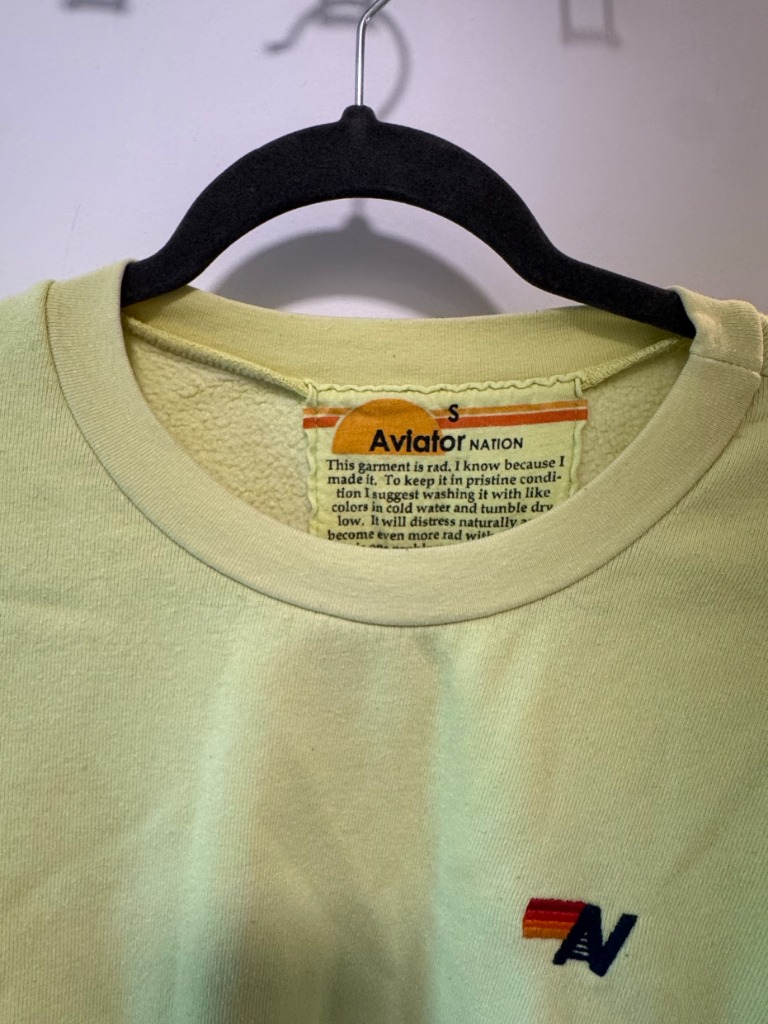 S
Aviator NATION
This garment is rad. I know because I
made it. To keep it in pristine condi-
tion I suggest washing it with like
colors in cold water and tumble dry
low. It will distress naturally
become even more rad with
AN